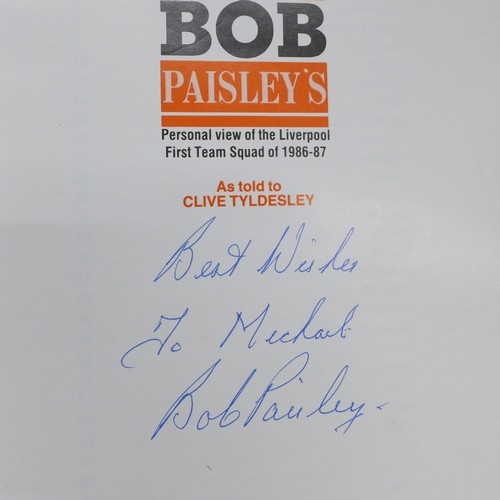 BOB
PAISLEY'S
Personal view of the Liverpool
First Team Squad of 1986-87
As told to
CLIVE TYLDESLEY
Best Wishes
To Michael
Bob Paisley-